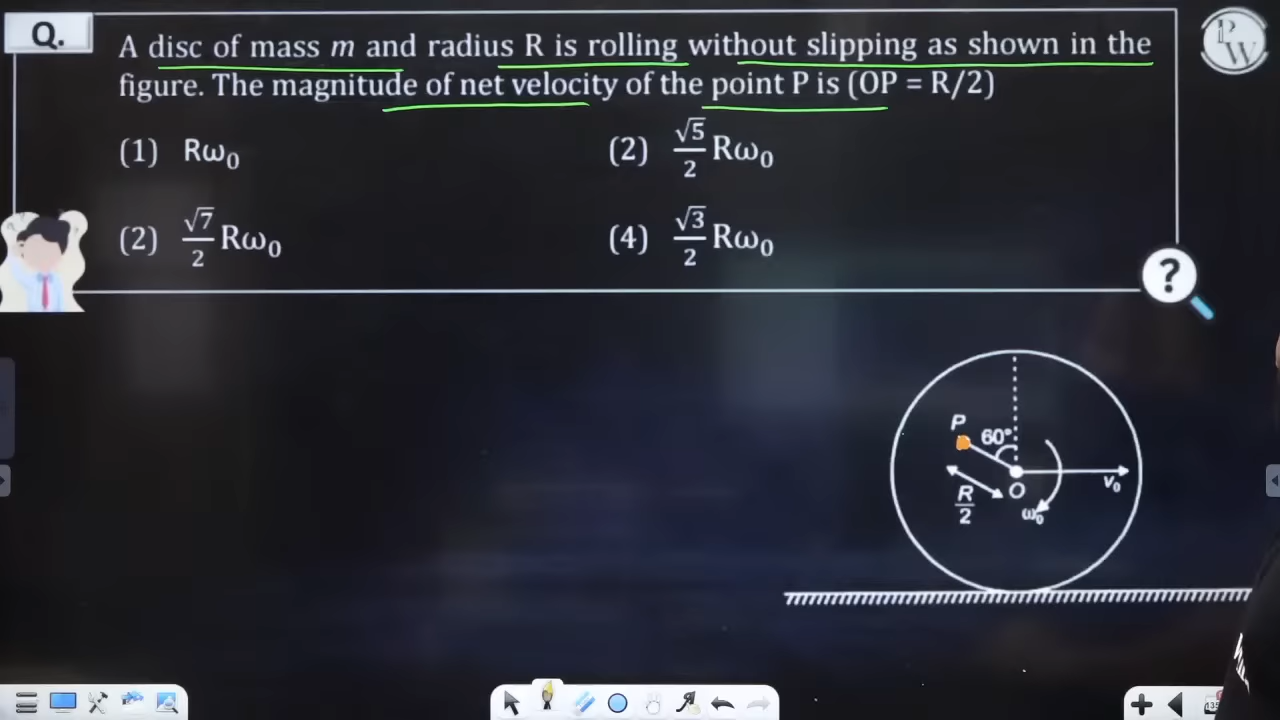 Q.
A disc of mass m and radius R is rolling without slipping as shown in the
figure. The magnitude of net velocity of the point P is (OP = R/2)
(1) Rω₀
(2) √5/2 Rω₀
(2) √7/2 Rω₀
(4) √3/2 Rω₀
P
W
?
P
60°
R/2
O
ω₀
v₀